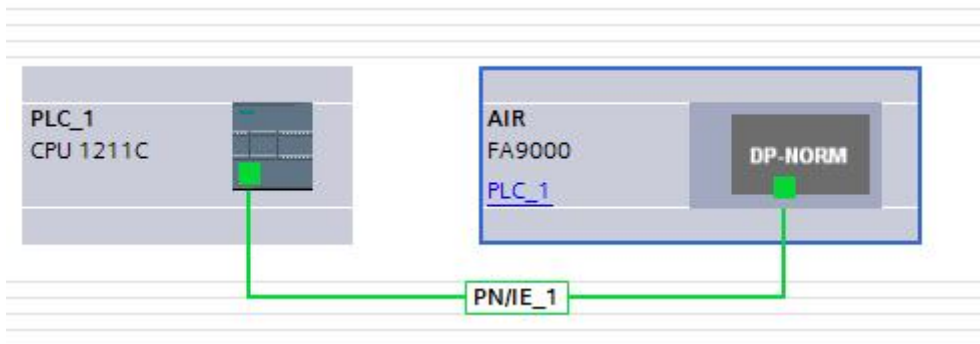 PLC_1
CPU 1211C
AIR
FA9000
PLC_1
DP-NORM
PN/IE_1